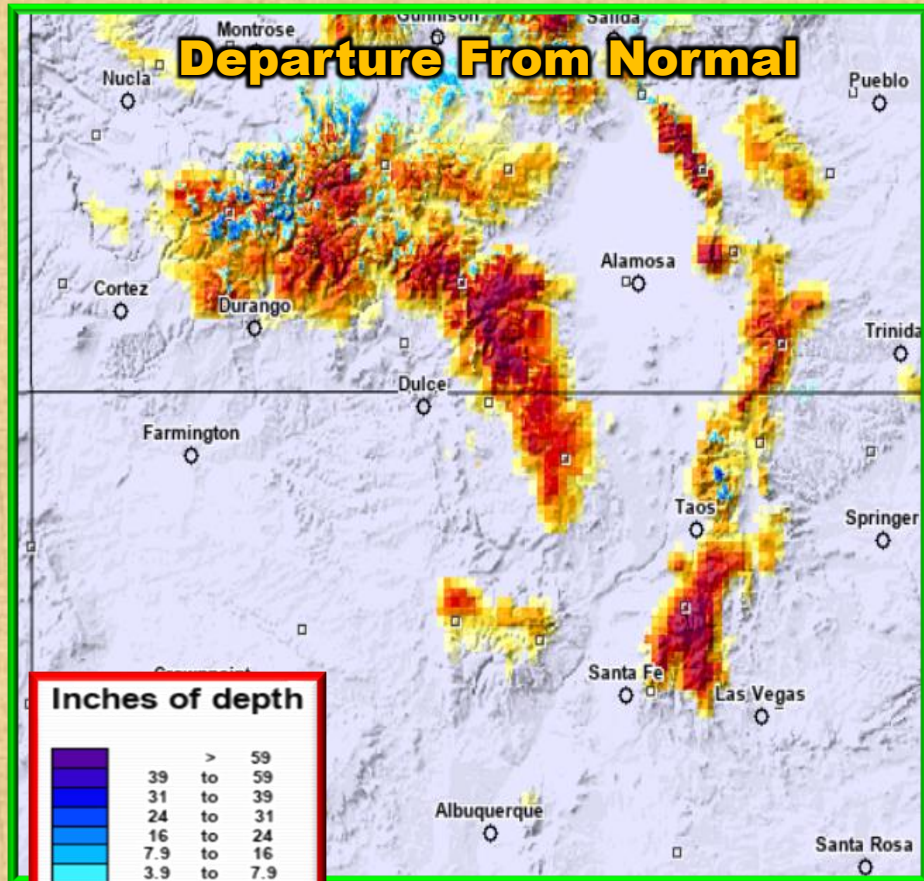 Gunnison
Salida
Montrose
Departure From Normal
Nucla
Pueblo
Alamosa
Cortez
Durango
Trinida
Dulce
Farmington
Taos
Springer
Santa Fe
Las Vegas
Inches of depth
> 59
39 to 59
31 to 39
24 to 31
16 to 24
7.9 to 16
3.9 to 7.9
Albuquerque
Santa Rosa